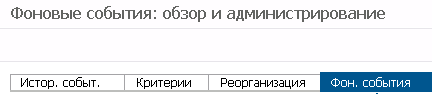 Фоновые события: обзор и администрирование
Истор. событ. Критерии Реорганизация Фон. события